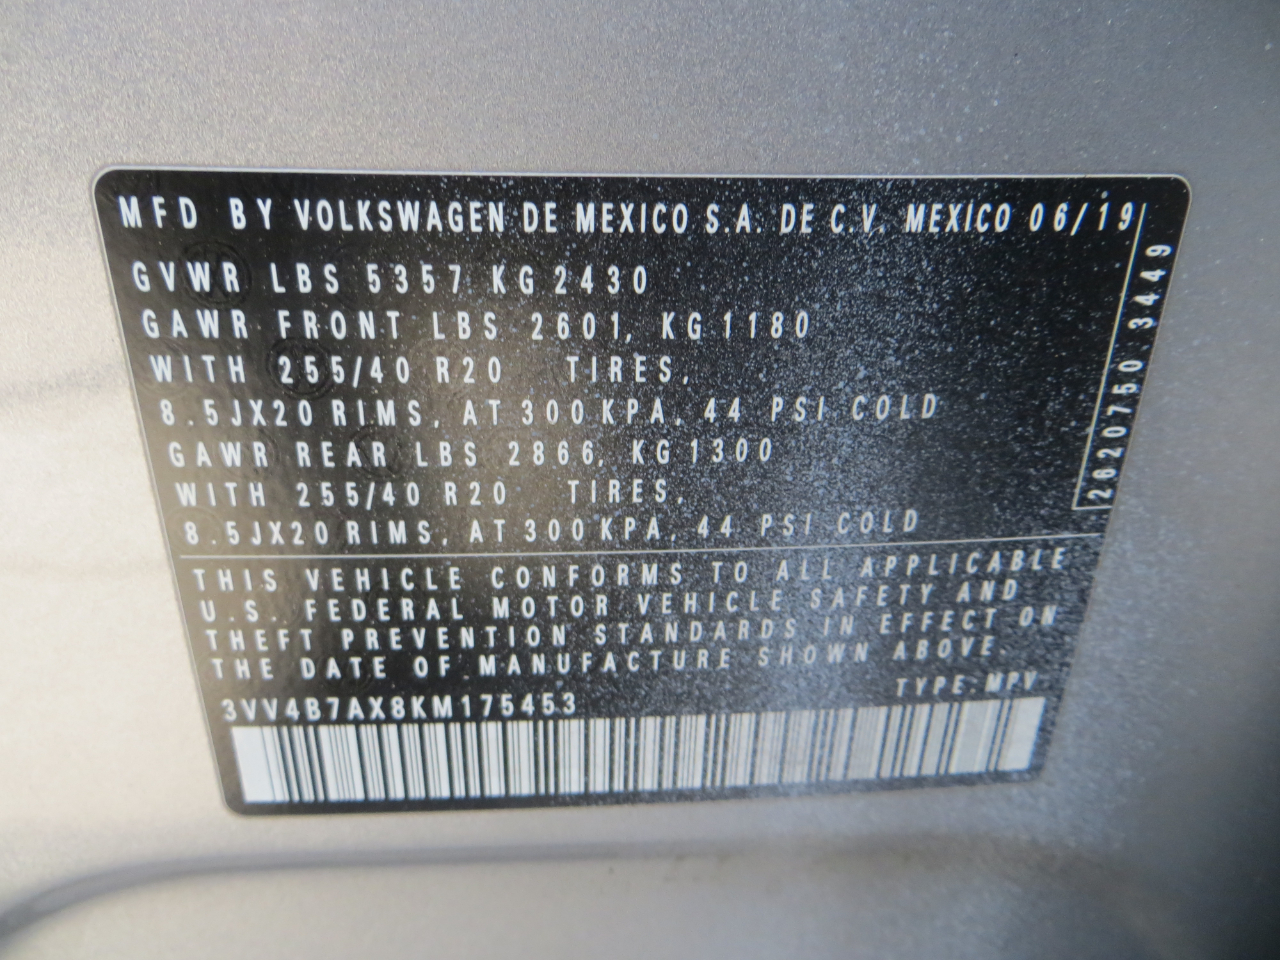 MFD BY VOLKSWAGEN DE MEXICO S.A. DE C.V. MEXICO 06/19
GVWR LBS 5357 KG 2430
GAWR FRONT LBS 2601, KG 1180
WITH 255/40 R20 TIRES,
8.5JX20 RIMS, AT 300 KPA, 44 PSI COLD
GAWR REAR LBS 2866, KG 1300
WITH 255/40 R20 TIRES,
8.5JX20 RIMS, AT 300 KPA, 44 PSI COLD
2620750 3449
THIS VEHICLE CONFORMS TO ALL APPLICABLE
U.S. FEDERAL MOTOR VEHICLE SAFETY AND
THEFT PREVENTION STANDARDS IN EFFECT ON
THE DATE OF MANUFACTURE SHOWN ABOVE.
TYPE: MPV
3VV4B7AX8KM175453